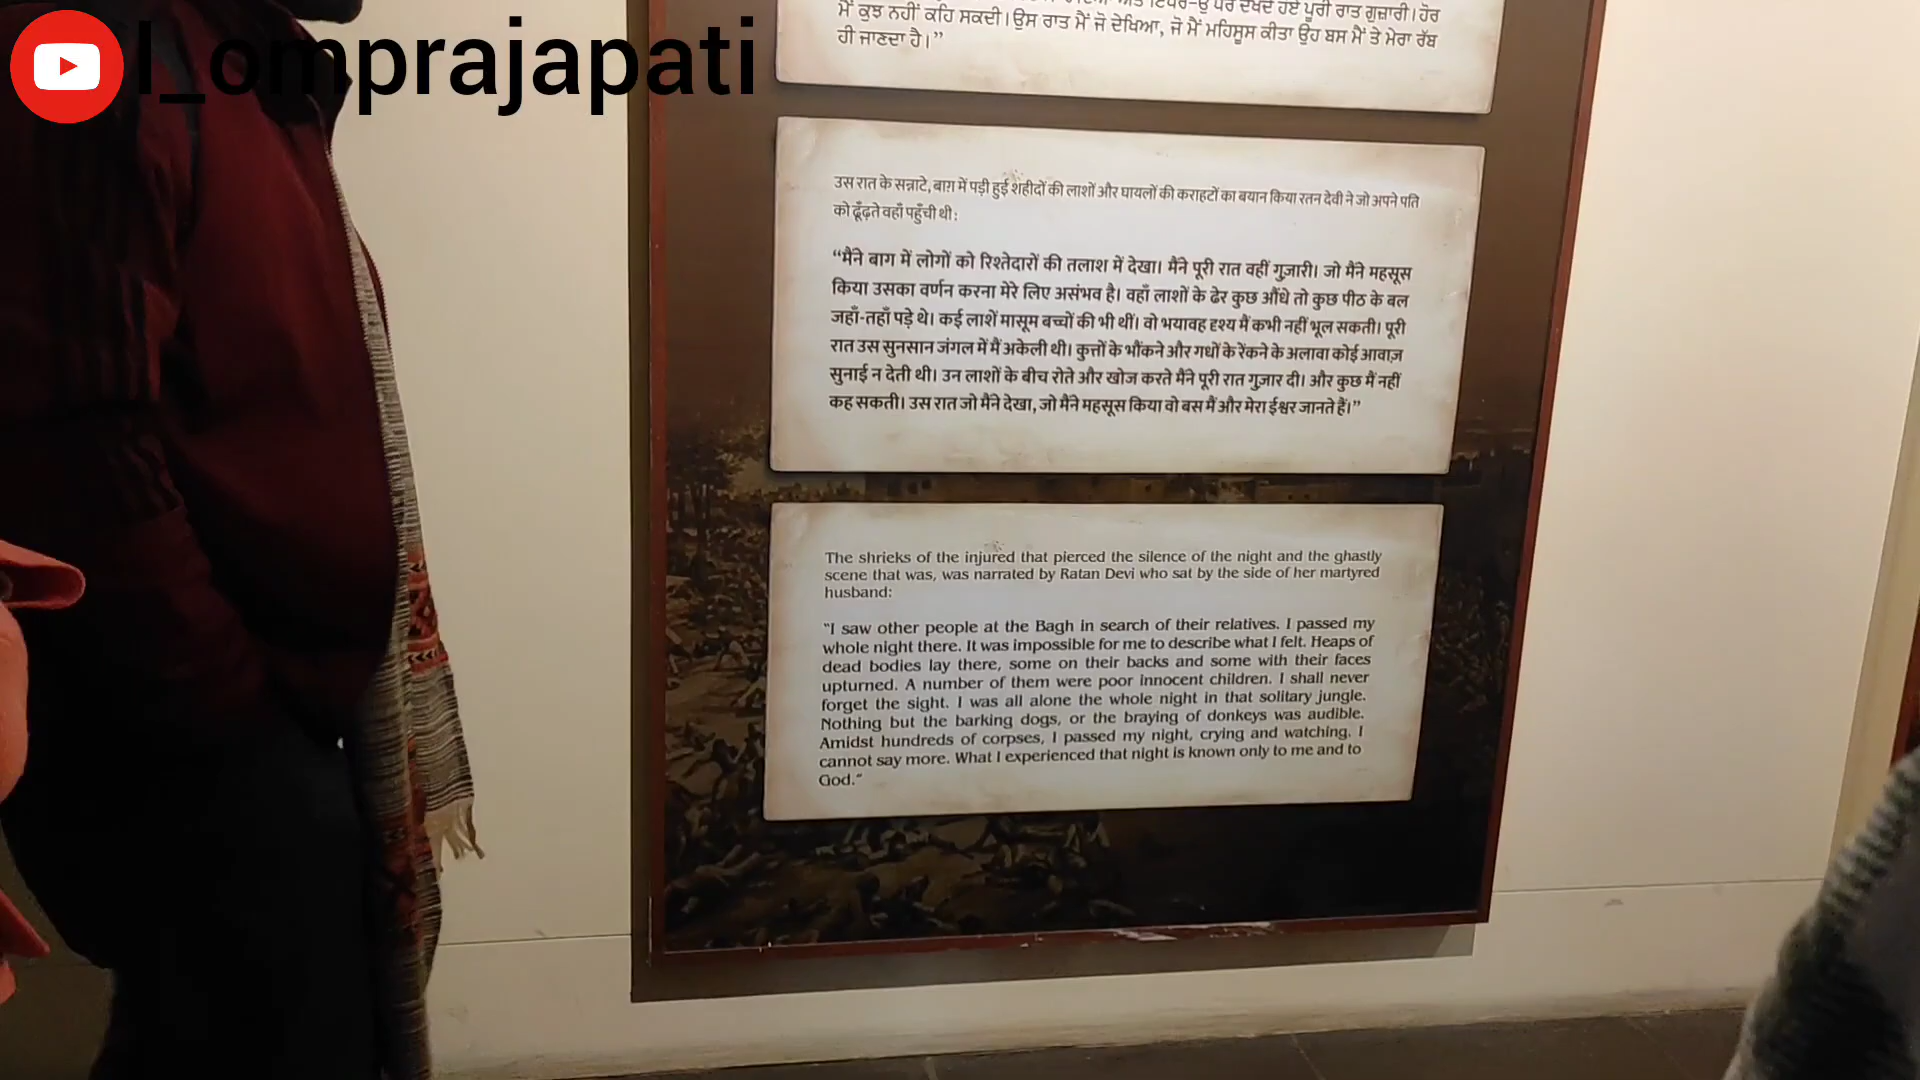 I_omprajapati
ਮੈਂ ਕੁਝ ਨਹੀਂ ਕਹਿ ਸਕਦੀ। ਉਸ ਰਾਤ ਮੈਂ ਜੋ ਦੇਖਿਆ, ਜੋ ਮੈਂ ਮਹਿਸੂਸ ਕੀਤਾ ਉਹ ਬਸ ਮੈਂ ਤੇ ਮੇਰਾ ਰੱਬ
ਹੀ ਜਾਣਦਾ ਹੈ।”
उस रात के सन्नाटे, बाग़ में पड़ी हुई शहीदों की लाशों और घायलों की कराहटों का बयान किया रतन देवी ने जो अपने पति
को ढूँढ़ते वहाँ पहुँची थी :
“मैंने बाग में लोगों को रिश्तेदारों की तलाश में देखा। मैंने पूरी रात वहीं गुज़ारी। जो मैंने महसूस
किया उसका वर्णन करना मेरे लिए असंभव है। वहाँ लाशों के ढेर कुछ औंधे तो कुछ पीठ के बल
जहाँ-तहाँ पड़े थे। कई लाशें मासूम बच्चों की भी थीं। वो भयावह दृश्य मैं कभी नहीं भूल सकती। पूरी
रात उस सुनसान जंगल में मैं अकेली थी। कुत्तों के भौंकने और गधों के रेंकने के अलावा कोई आवाज़
सुनाई न देती थी। उन लाशों के बीच रोते और खोज करते मैंने पूरी रात गुज़ार दी। और कुछ मैं नहीं
कह सकती। उस रात जो मैंने देखा, जो मैंने महसूस किया वो बस मैं और मेरा ईश्वर जानते हैं।”
The shrieks of the injured that pierced the silence of the night and the ghastly
scene that was, was narrated by Ratan Devi who sat by the side of her martyred
husband:
“I saw other people at the Bagh in search of their relatives. I passed my
whole night there. It was impossible for me to describe what I felt. Heaps of
dead bodies lay there, some on their backs and some with their faces
upturned. A number of them were poor innocent children. I shall never
forget the sight. I was all alone the whole night in that solitary jungle.
Nothing but the barking dogs, or the braying of donkeys was audible.
Amidst hundreds of corpses, I passed my night, crying and watching. I
cannot say more. What I experienced that night is known only to me and to
God.”